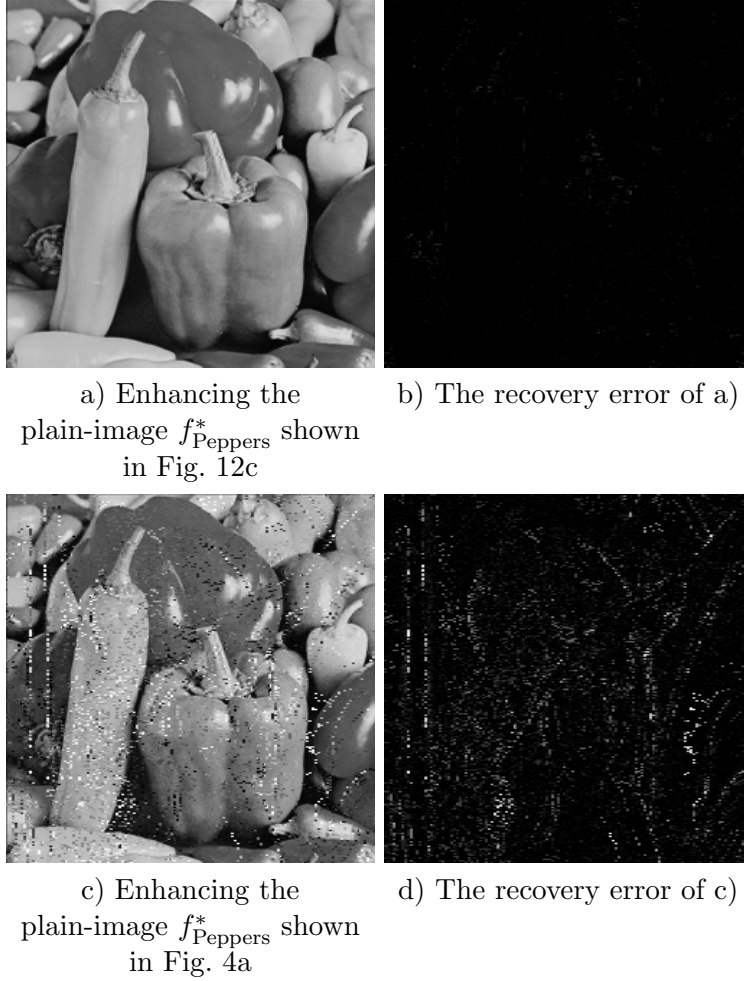 a) Enhancing the
plain-image f*Peppers shown
in Fig. 12c
b) The recovery error of a)
c) Enhancing the
plain-image f*Peppers shown
in Fig. 4a
d) The recovery error of c)